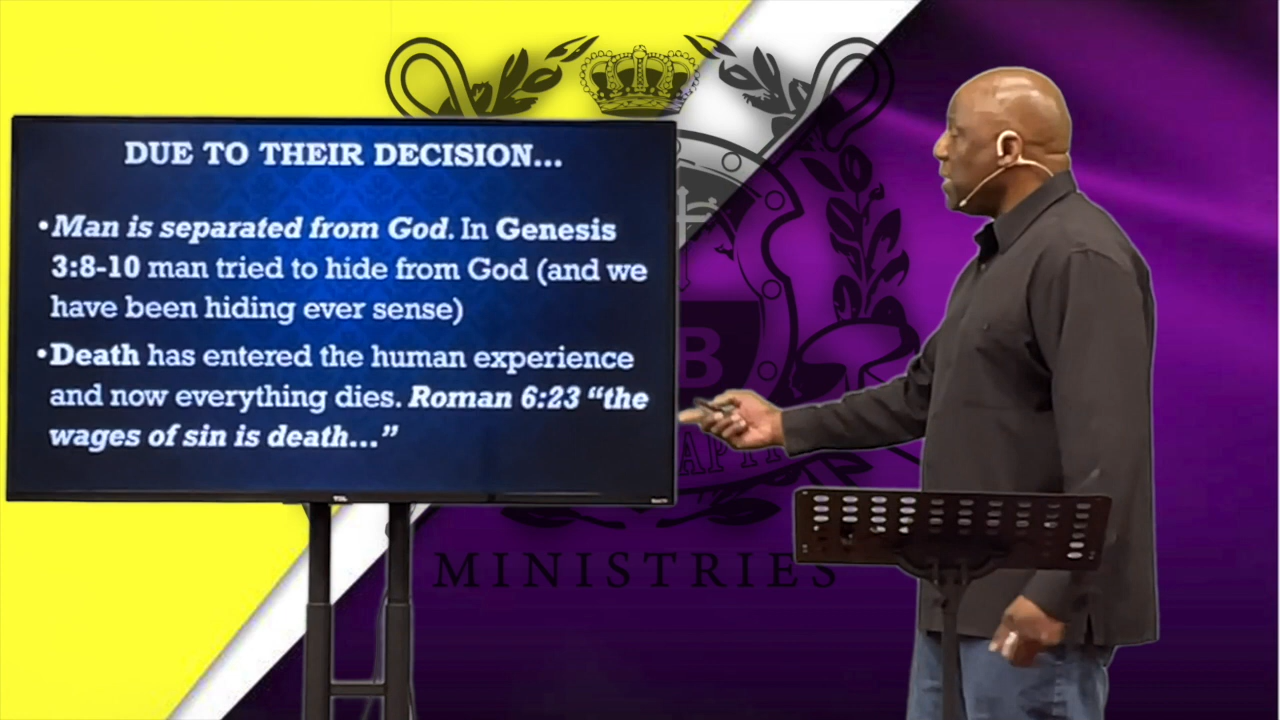 DUE TO THEIR DECISION...
•Man is separated from God. In Genesis
3:8-10 man tried to hide from God (and we
have been hiding ever sense)
•Death has entered the human experience
and now everything dies. Roman 6:23 “the
wages of sin is death...”
TCL
B
APTI
MINISTRIES